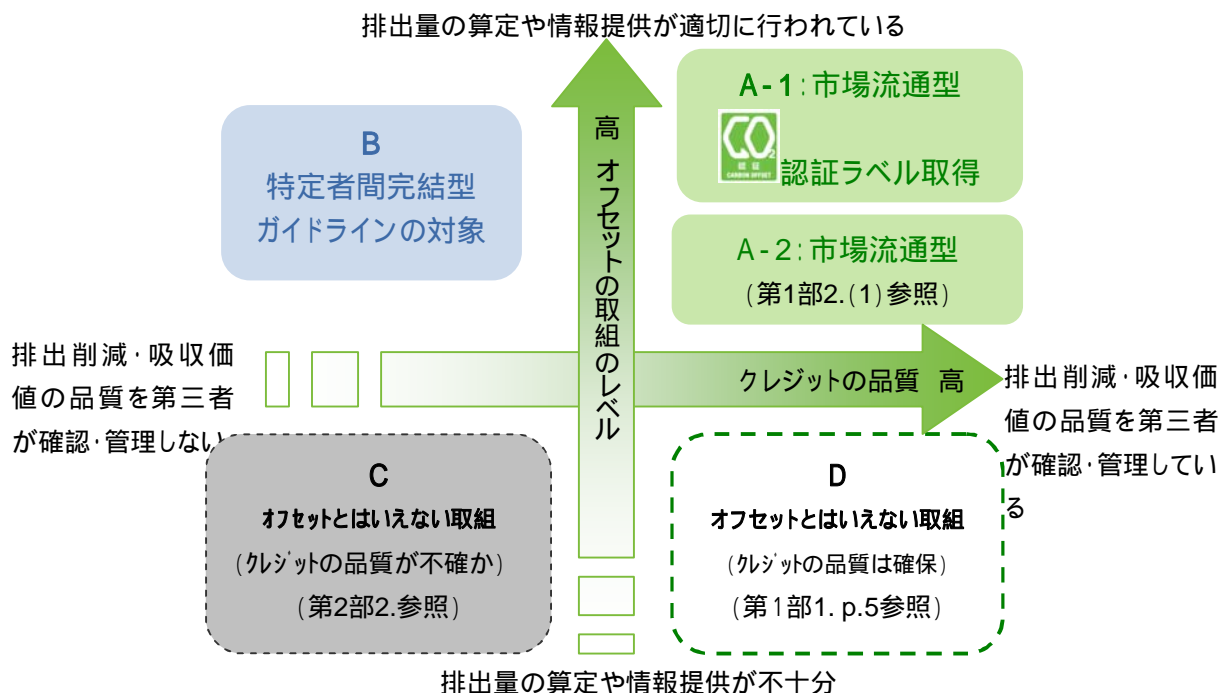 排出量の算定や情報提供が適切に行われている
A-1:市場流通型
CO2
認証
CARBON OFFSET
認証ラベル取得
B
特定者間完結型
ガイドラインの対象
A-2:市場流通型
(第1部2.(1)参照)
高 オフセットの取組のレベル
排出削減・吸収価
値の品質を第三者
が確認・管理しない
クレジットの品質 高
排出削減・吸収価
値の品質を第三者
が確認・管理してい
る
C
オフセットとはいえない取組
(クレジットの品質が不確か)
(第2部2.参照)
D
オフセットとはいえない取組
(クレジットの品質は確保)
(第1部1. p.5参照)
排出量の算定や情報提供が不十分